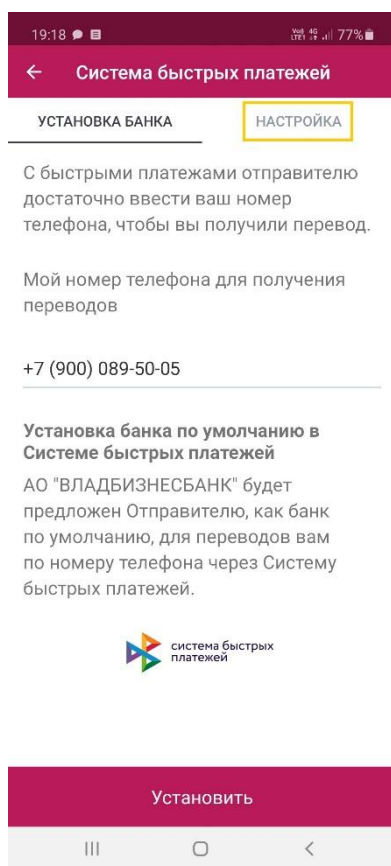 19:18 Vo)) LTE1 4G 77%
Система быстрых платежей
УСТАНОВКА БАНКА НАСТРОЙКА
С быстрыми платежами отправителю
достаточно ввести ваш номер
телефона, чтобы вы получили перевод.
Мой номер телефона для получения
переводов
+7 (900) 089-50-05
Установка банка по умолчанию в
Системе быстрых платежей
АО "ВЛАДБИЗНЕСБАНК" будет
предложен Отправителю, как банк
по умолчанию, для переводов вам
по номеру телефона через Систему
быстрых платежей.
система быстрых
платежей
Установить